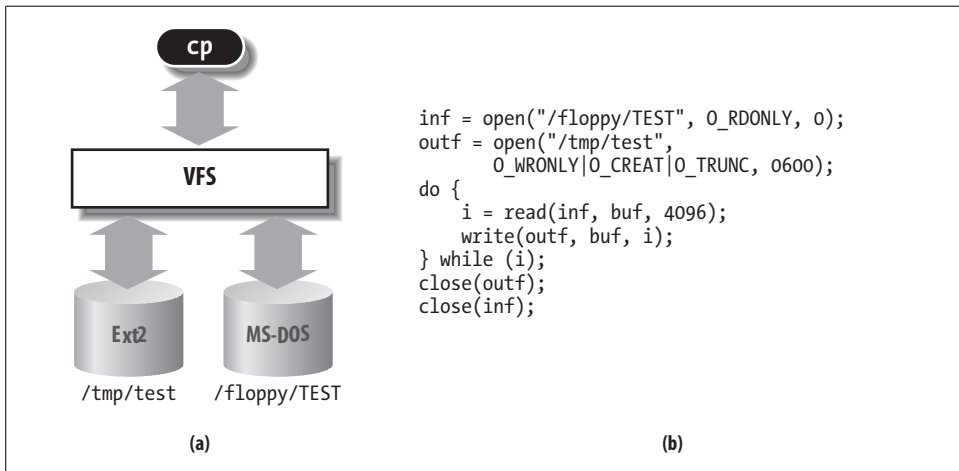 cp
VFS
Ext2
MS-DOS
/tmp/test
/floppy/TEST
(a)
inf = open("/floppy/TEST", O_RDONLY, 0);
outf = open("/tmp/test",
        O_WRONLY|O_CREAT|O_TRUNC, 0600);
do {
    i = read(inf, buf, 4096);
    write(outf, buf, i);
} while (i);
close(outf);
close(inf);
(b)